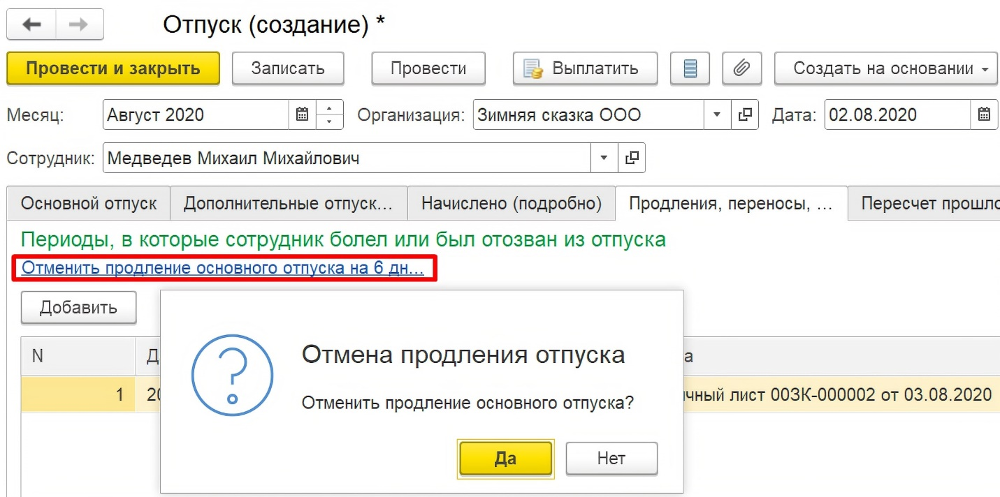 Отпуск (создание) *
Провести и закрыть Записать Провести Выплатить Создать на основании
Месяц: Август 2020 Организация: Зимняя сказка ООО Дата: 02.08.2020
Сотрудник: Медведев Михаил Михайлович
Основной отпуск Дополнительные отпуск... Начислено (подробно) Продления, переносы, ... Пересчет прошло
Периоды, в которые сотрудник болел или был отозван из отпуска
Отменить продление основного отпуска на 6 дн...
Добавить
N Д а
Отмена продления отпуска
1 20 чный лист 00ЗК-000002 от 03.08.2020
Отменить продление основного отпуска?
Да Нет